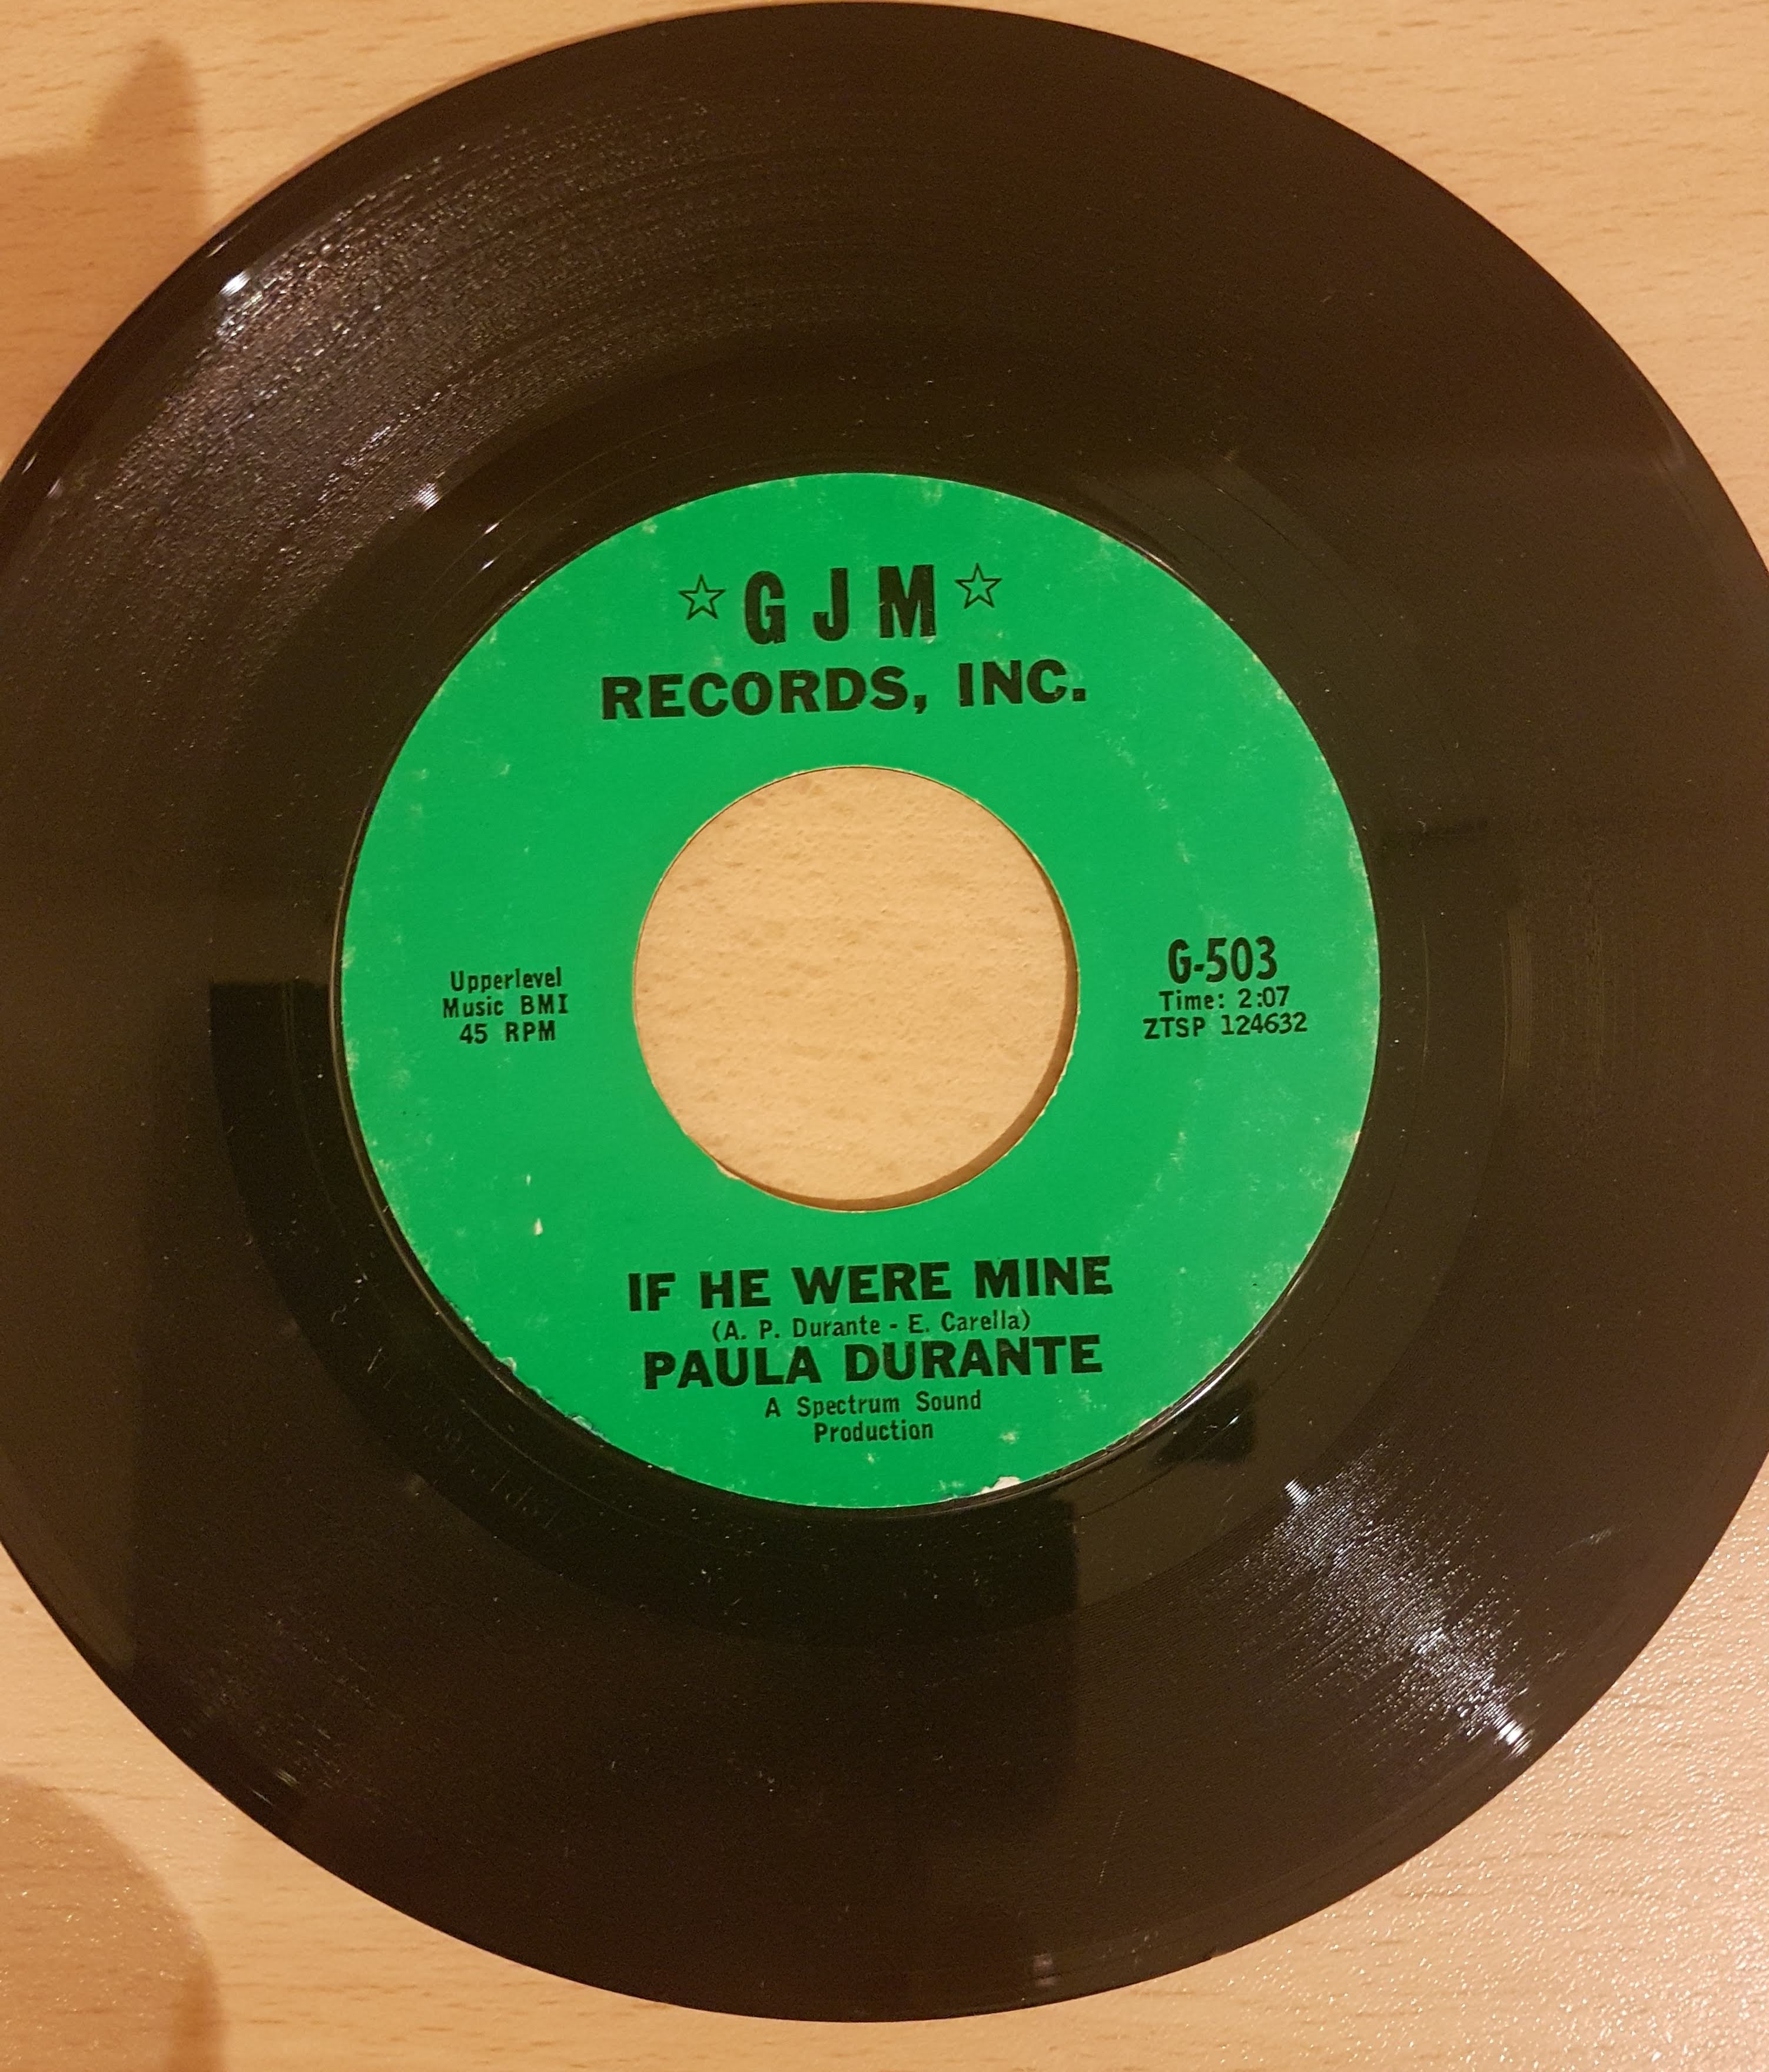 ☆ G J M ☆
RECORDS, INC.
Upperlevel
Music BMI
45 RPM
G-503
Time: 2:07
ZTSP 124632
IF HE WERE MINE
(A. P. Durante - E. Carella)
PAULA DURANTE
A Spectrum Sound
Production